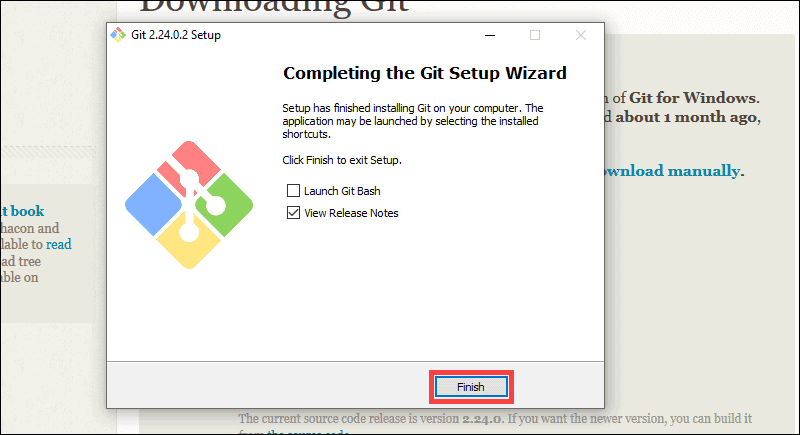 Downloading Git
Git 2.24.0.2 Setup
Completing the Git Setup Wizard
Setup has finished installing Git on your computer. The
application may be launched by selecting the installed
shortcuts.
Click Finish to exit Setup.
Launch Git Bash
View Release Notes
Finish
n of Git for Windows.
d about 1 month ago,
ownload manually.
t book
hacon and
lable to read
ad tree
able on
The current source code release is version 2.24.0. If you want the newer version, you can build it
from the source code.